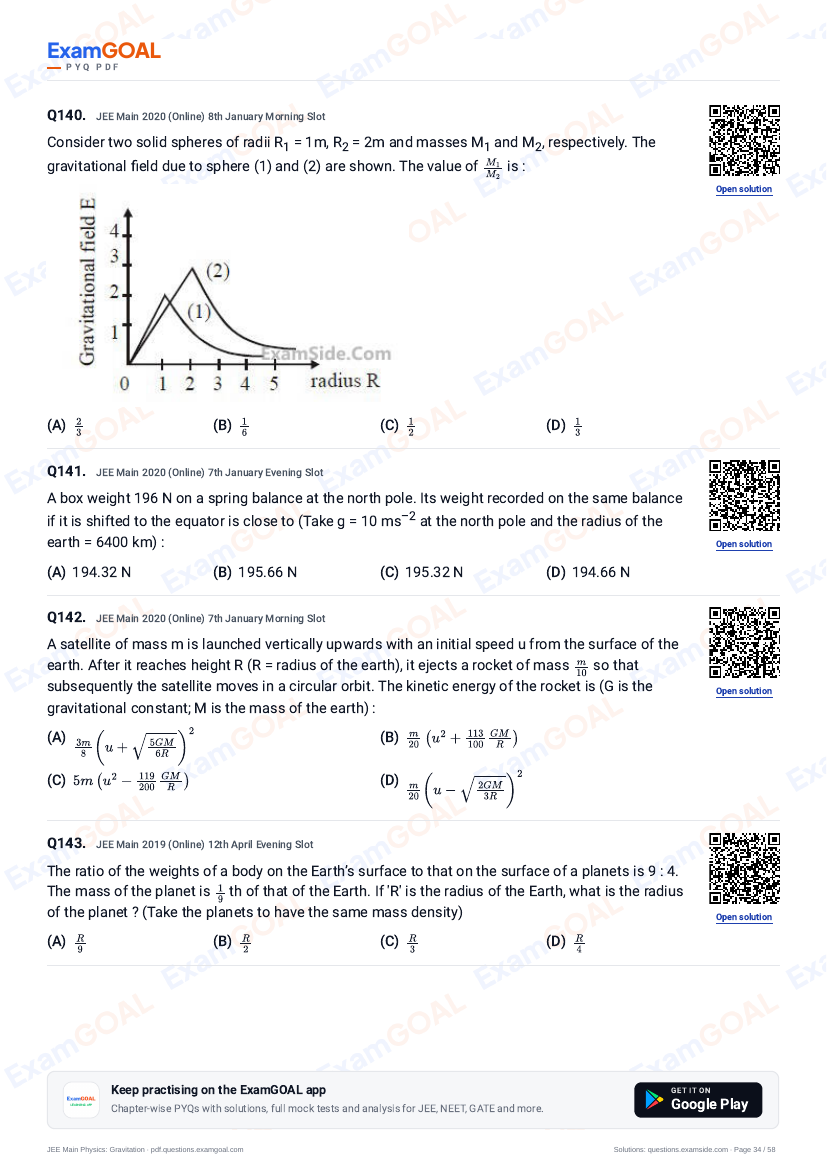 ExamGOAL
PYQ PDF
Q140. JEE Main 2020 (Online) 8th January Morning Slot
Consider two solid spheres of radii R₁ = 1m, R₂ = 2m and masses M₁ and M₂, respectively. The
gravitational field due to sphere (1) and (2) are shown. The value of M₁/M₂ is :
Open solution
Gravitational field E
4
3
2
1
(2)
(1)
ExamSide.Com
0 1 2 3 4 5 radius R
(A) 2/3 (B) 1/6 (C) 1/2 (D) 1/3
Q141. JEE Main 2020 (Online) 7th January Evening Slot
A box weight 196 N on a spring balance at the north pole. Its weight recorded on the same balance
if it is shifted to the equator is close to (Take g = 10 ms⁻² at the north pole and the radius of the
earth = 6400 km) :
Open solution
(A) 194.32 N (B) 195.66 N (C) 195.32 N (D) 194.66 N
Q142. JEE Main 2020 (Online) 7th January Morning Slot
A satellite of mass m is launched vertically upwards with an initial speed u from the surface of the
earth. After it reaches height R (R = radius of the earth), it ejects a rocket of mass m/10 so that
subsequently the satellite moves in a circular orbit. The kinetic energy of the rocket is (G is the
gravitational constant; M is the mass of the earth) :
Open solution
(A) 3m/8 (u + √(5GM/6R))² (B) m/20 (u² + 113/100 GM/R)
(C) 5m (u² − 119/200 GM/R) (D) m/20 (u − √(2GM/3R))²
Q143. JEE Main 2019 (Online) 12th April Evening Slot
The ratio of the weights of a body on the Earth's surface to that on the surface of a planets is 9 : 4.
The mass of the planet is 1/9 th of that of the Earth. If 'R' is the radius of the Earth, what is the radius
of the planet ? (Take the planets to have the same mass density)
Open solution
(A) R/9 (B) R/2 (C) R/3 (D) R/4
ExamGOAL
Keep practising on the ExamGOAL app
Chapter-wise PYQs with solutions, full mock tests and analysis for JEE, NEET, GATE and more.
GET IT ON
Google Play
JEE Main Physics: Gravitation · pdf.questions.examgoal.com
Solutions: questions.examside.com · Page 34 / 58